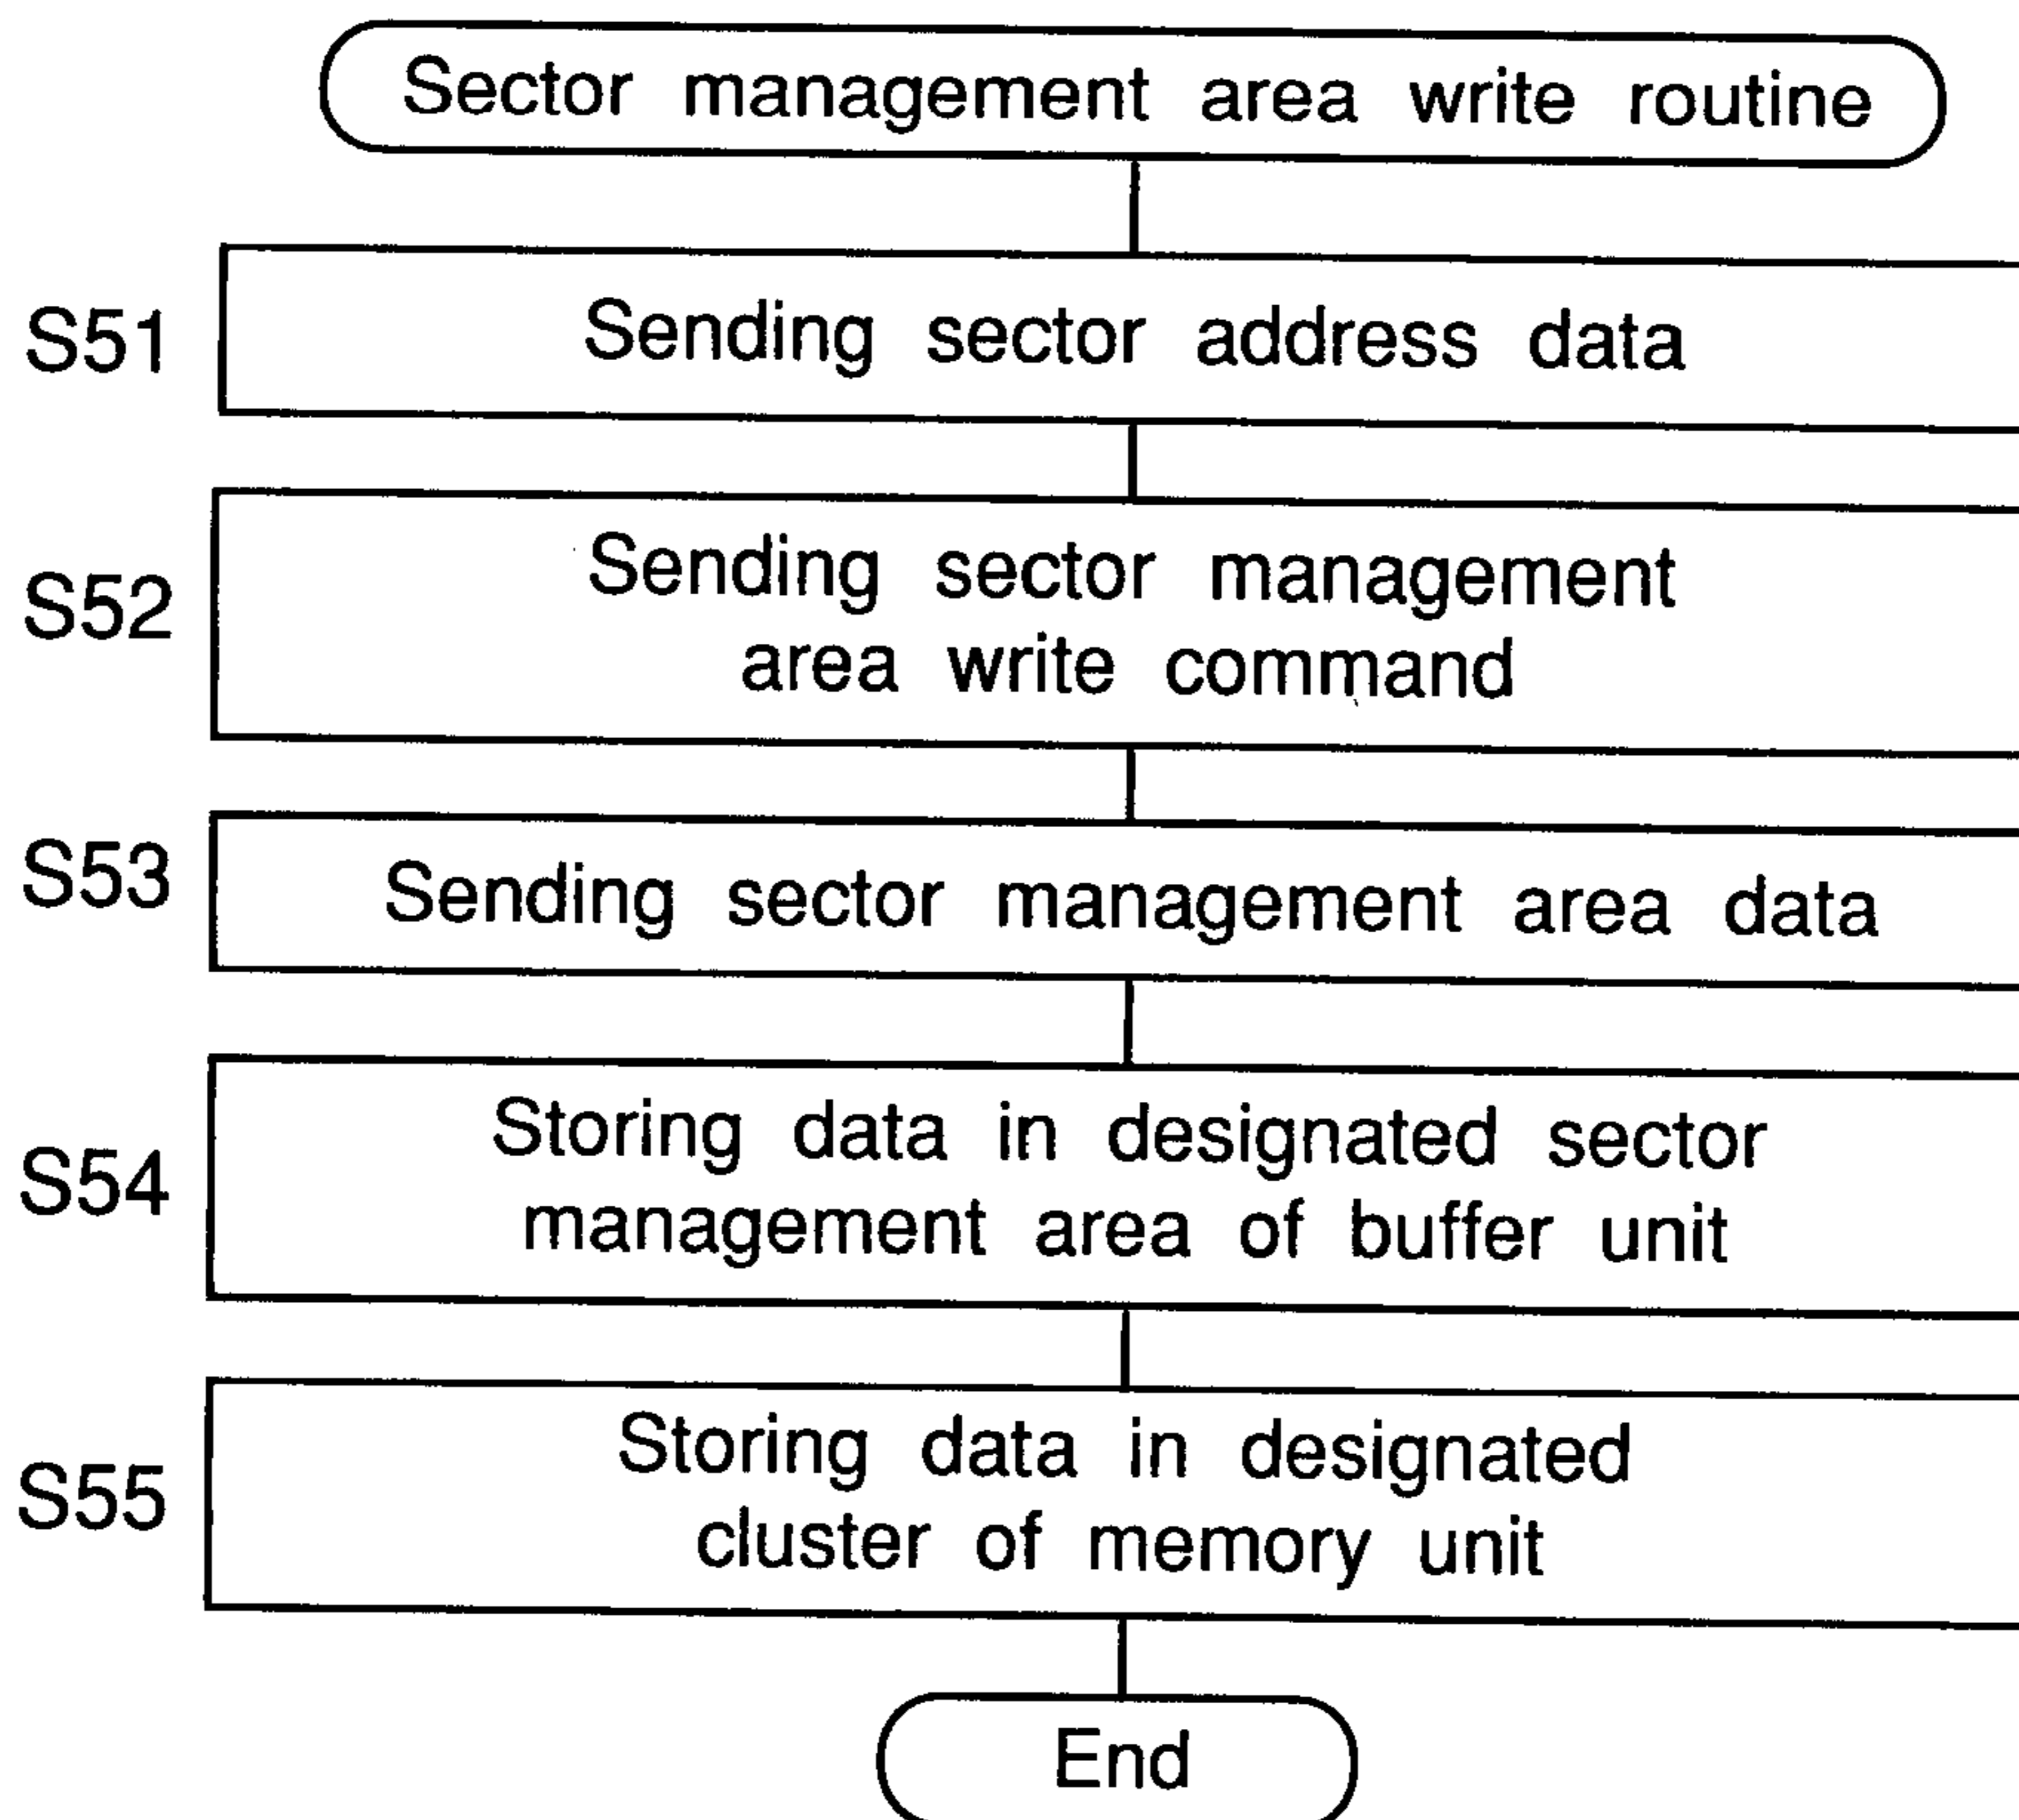 Sector management area write routine
S51
Sending sector address data
S52
Sending sector management
area write command
S53
Sending sector management area data
S54
Storing data in designated sector
management area of buffer unit
S55
Storing data in designated
cluster of memory unit
End